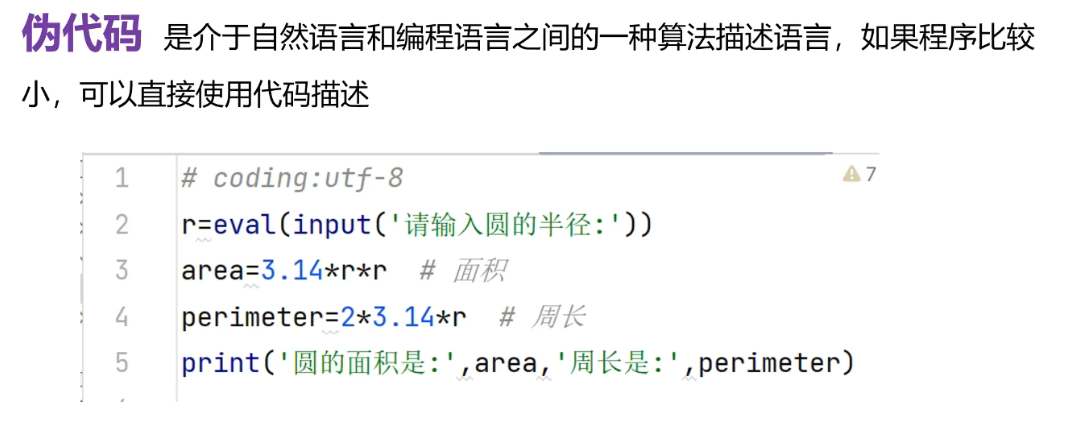 伪代码 是介于自然语言和编程语言之间的一种算法描述语言，如果程序比较
小，可以直接使用代码描述
7
1 # coding:utf-8
2 r=eval(input('请输入圆的半径:'))
3 area=3.14*r*r # 面积
4 perimeter=2*3.14*r # 周长
5 print('圆的面积是:',area,'周长是:',perimeter)